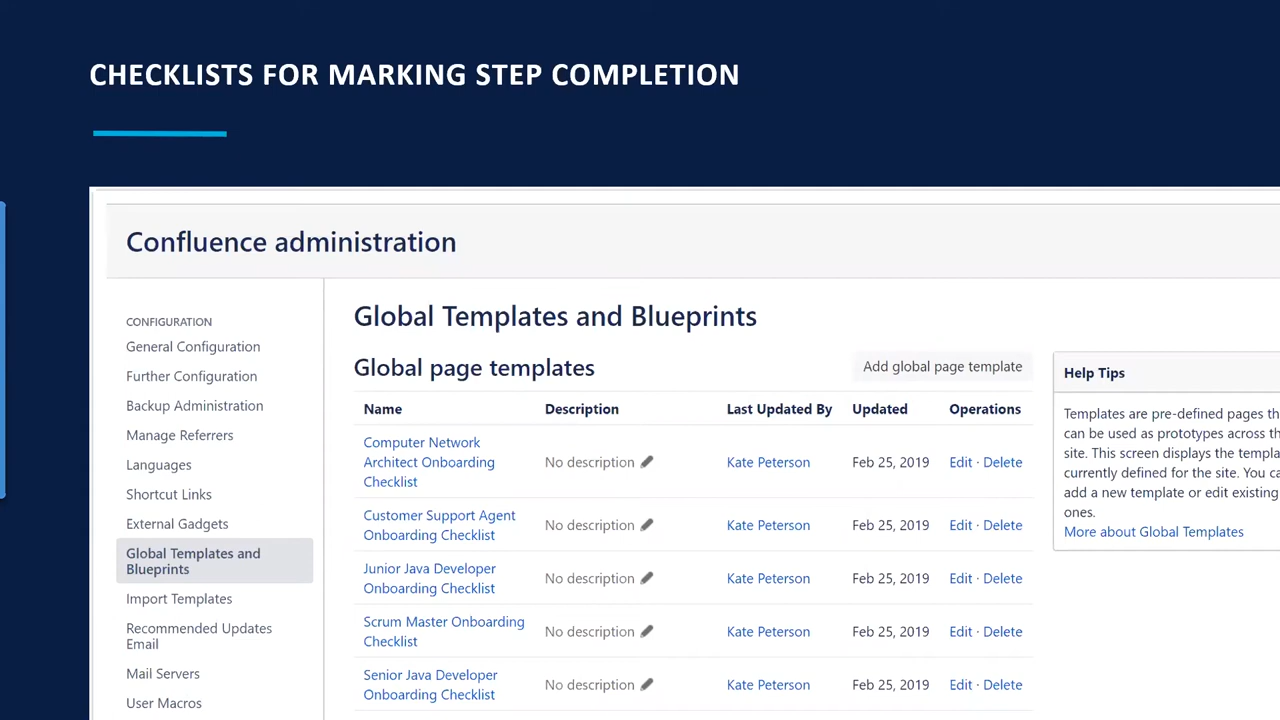 CHECKLISTS FOR MARKING STEP COMPLETION
Confluence administration
CONFIGURATION
General Configuration
Further Configuration
Backup Administration
Manage Referrers
Languages
Shortcut Links
External Gadgets
Global Templates and
Blueprints
Import Templates
Recommended Updates
Email
Mail Servers
User Macros
Global Templates and Blueprints
Global page templates
Add global page template
Name Description Last Updated By Updated Operations
Computer Network
Architect Onboarding
Checklist
No description Kate Peterson Feb 25, 2019 Edit · Delete
Customer Support Agent
Onboarding Checklist
No description Kate Peterson Feb 25, 2019 Edit · Delete
Junior Java Developer
Onboarding Checklist
No description Kate Peterson Feb 25, 2019 Edit · Delete
Scrum Master Onboarding
Checklist
No description Kate Peterson Feb 25, 2019 Edit · Delete
Senior Java Developer
Onboarding Checklist
No description Kate Peterson Feb 25, 2019 Edit · Delete
Help Tips
Templates are pre-defined pages
can be used as prototypes across
site. This screen displays the
currently defined for the site. You
add a new template or edit existing
ones.
More about Global Templates